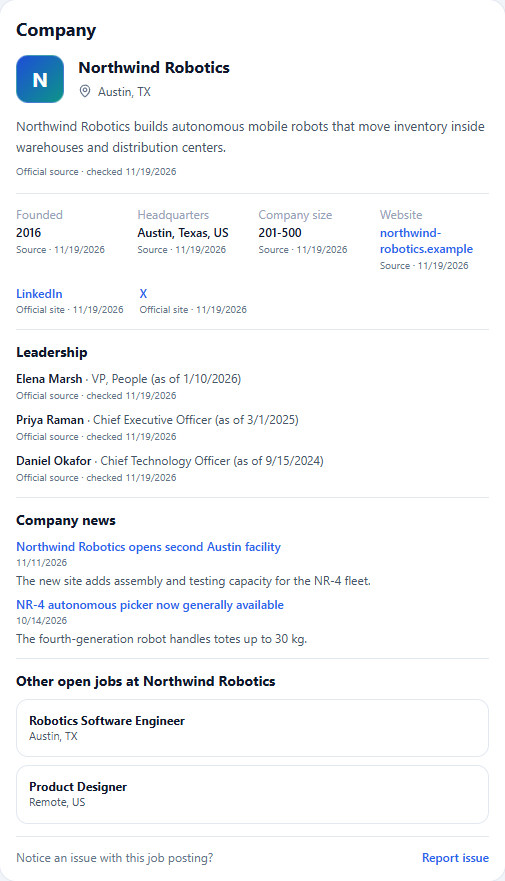 Company
N
Northwind Robotics
Austin, TX
Northwind Robotics builds autonomous mobile robots that move inventory inside
warehouses and distribution centers.
Official source · checked 11/19/2026
Founded
2016
Source · 11/19/2026
Headquarters
Austin, Texas, US
Source · 11/19/2026
Company size
201-500
Source · 11/19/2026
Website
northwind-
robotics.example
Source · 11/19/2026
LinkedIn
Official site · 11/19/2026
X
Official site · 11/19/2026
Leadership
Elena Marsh · VP, People (as of 1/10/2026)
Official source · checked 11/19/2026
Priya Raman · Chief Executive Officer (as of 3/1/2025)
Official source · checked 11/19/2026
Daniel Okafor · Chief Technology Officer (as of 9/15/2024)
Official source · checked 11/19/2026
Company news
Northwind Robotics opens second Austin facility
11/11/2026
The new site adds assembly and testing capacity for the NR-4 fleet.
NR-4 autonomous picker now generally available
10/14/2026
The fourth-generation robot handles totes up to 30 kg.
Other open jobs at Northwind Robotics
Robotics Software Engineer
Austin, TX
Product Designer
Remote, US
Notice an issue with this job posting?
Report issue